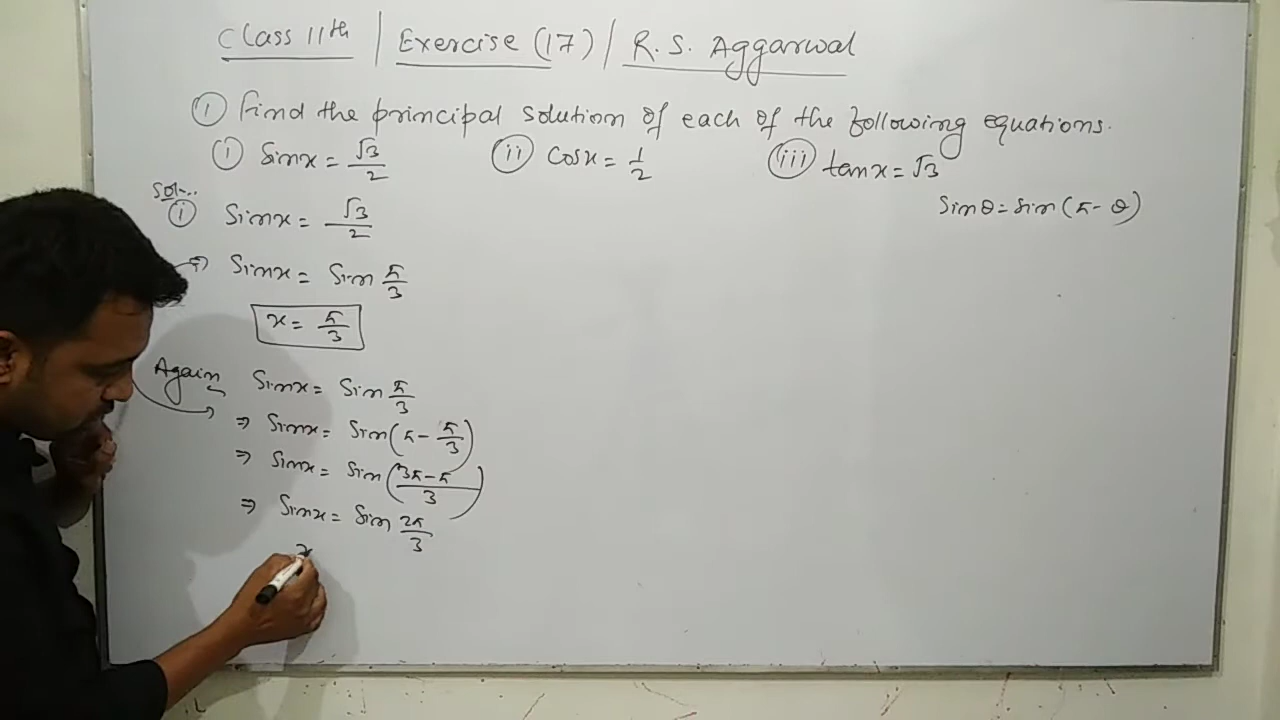 Class 11th | Exercise (17) / R. S. Aggarwal
① Find the principal solution of each of the following equations.
ⓘ Sinx = √3/2 ⓘⓘ Cosx = 1/2 ⓘⓘⓘ tanx = √3
Sinθ = Sin(π - θ)
Sol...
ⓘ Sinx = √3/2
⇒ Sinx = Sin π/3
x = π/3
Again Sinx = Sin π/3
⇒ Sinx = Sin(π - π/3)
⇒ Sinx = Sin(3π - π/3)
⇒ Sinx = Sin 2π/3
x